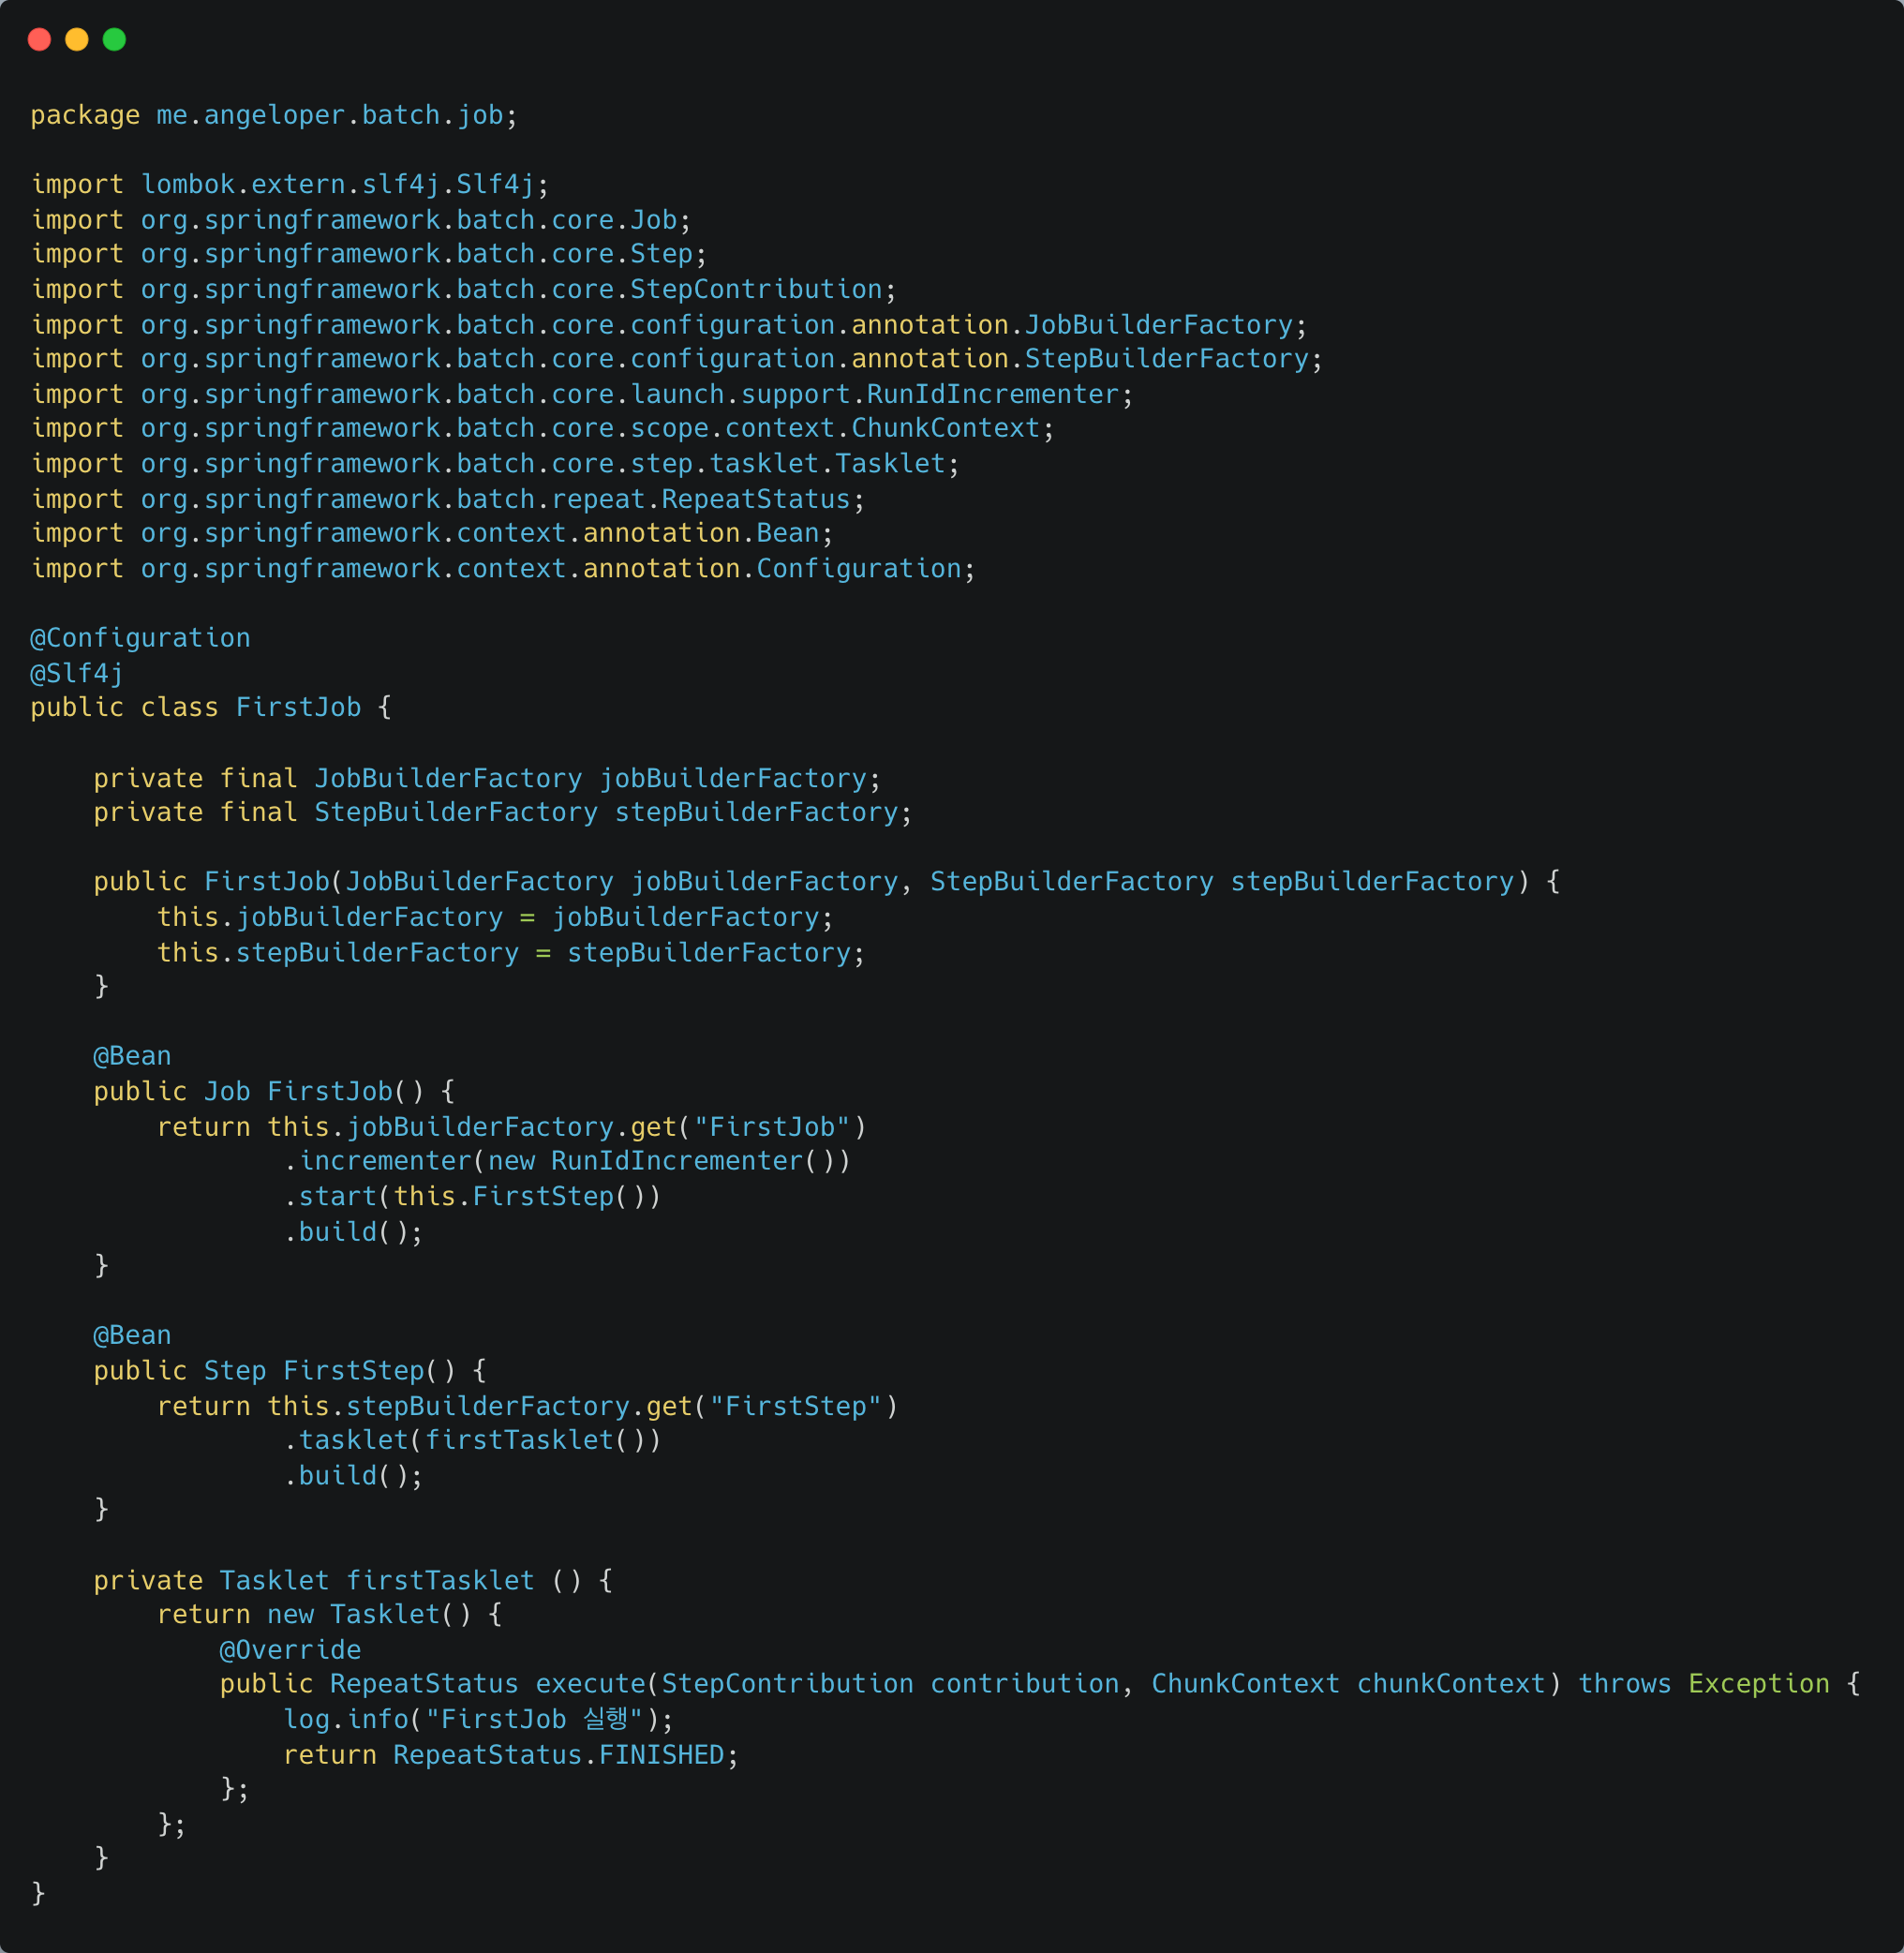 package me.angeloper.batch.job;

import lombok.extern.slf4j.Slf4j;
import org.springframework.batch.core.Job;
import org.springframework.batch.core.Step;
import org.springframework.batch.core.StepContribution;
import org.springframework.batch.core.configuration.annotation.JobBuilderFactory;
import org.springframework.batch.core.configuration.annotation.StepBuilderFactory;
import org.springframework.batch.core.launch.support.RunIdIncrementer;
import org.springframework.batch.core.scope.context.ChunkContext;
import org.springframework.batch.core.step.tasklet.Tasklet;
import org.springframework.batch.repeat.RepeatStatus;
import org.springframework.context.annotation.Bean;
import org.springframework.context.annotation.Configuration;

@Configuration
@Slf4j
public class FirstJob {

    private final JobBuilderFactory jobBuilderFactory;
    private final StepBuilderFactory stepBuilderFactory;

    public FirstJob(JobBuilderFactory jobBuilderFactory, StepBuilderFactory stepBuilderFactory) {
        this.jobBuilderFactory = jobBuilderFactory;
        this.stepBuilderFactory = stepBuilderFactory;
    }

    @Bean
    public Job FirstJob() {
        return this.jobBuilderFactory.get("FirstJob")
                .incrementer(new RunIdIncrementer())
                .start(this.FirstStep())
                .build();
    }

    @Bean
    public Step FirstStep() {
        return this.stepBuilderFactory.get("FirstStep")
                .tasklet(firstTasklet())
                .build();
    }

    private Tasklet firstTasklet () {
        return new Tasklet() {
            @Override
            public RepeatStatus execute(StepContribution contribution, ChunkContext chunkContext) throws Exception {
                log.info("FirstJob 실행");
                return RepeatStatus.FINISHED;
            };
        };
    }
}